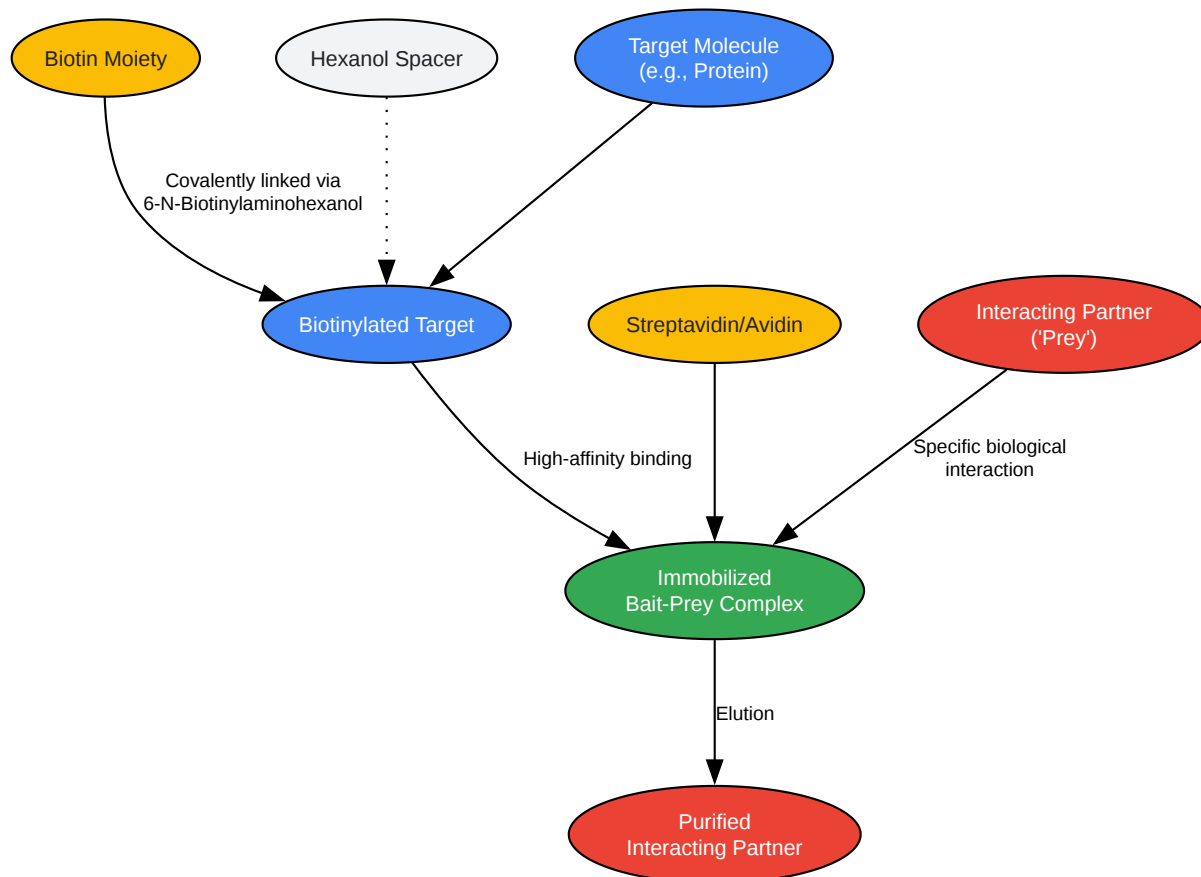 Biotin Moiety
Hexanol Spacer
Target Molecule
(e.g., Protein)
Covalently linked via
6-N-Biotinylaminohexanol
Biotinylated Target
Streptavidin/Avidin
Interacting Partner
('Prey')
High-affinity binding
Specific biological
interaction
Immobilized
Bait-Prey Complex
Elution
Purified
Interacting Partner